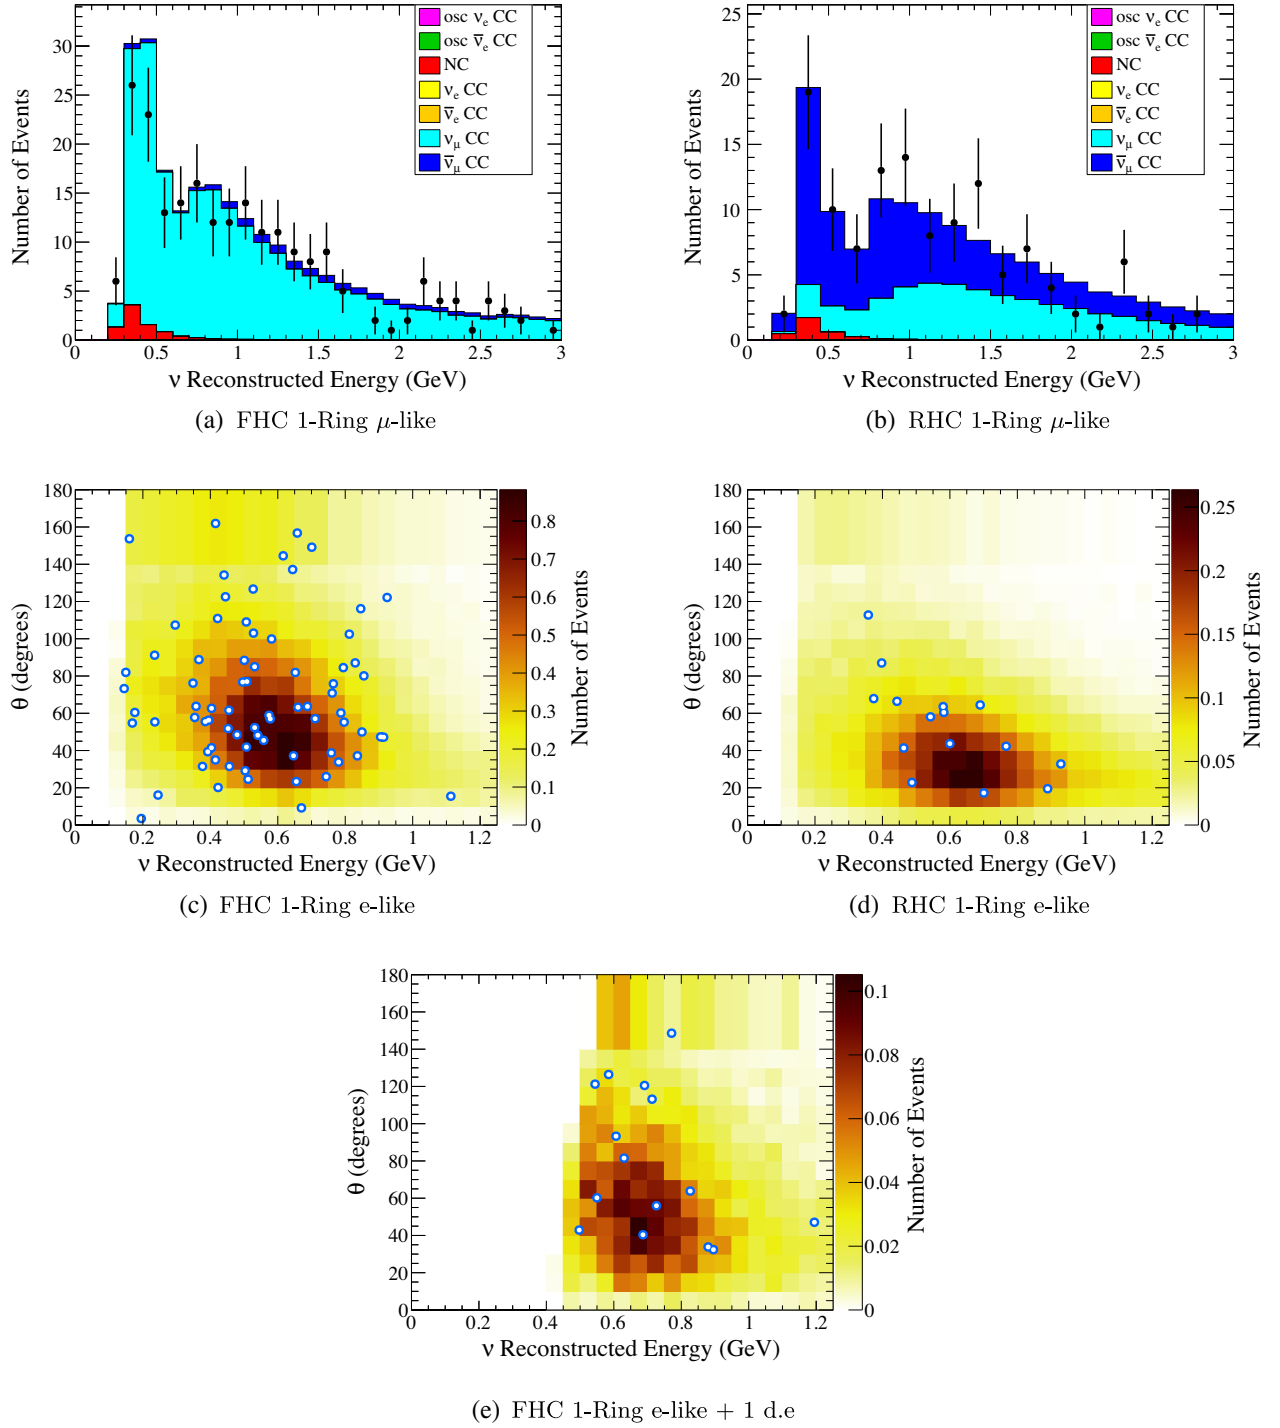 Number of Events
30
25
20
15
10
5
0
0 0.5 1 1.5 2 2.5 3
ν Reconstructed Energy (GeV)
osc νe CC
osc ν̅e CC
NC
νe CC
ν̅e CC
νμ CC
ν̅μ CC
(a) FHC 1-Ring μ-like
Number of Events
25
20
15
10
5
0
0 0.5 1 1.5 2 2.5 3
ν Reconstructed Energy (GeV)
osc νe CC
osc ν̅e CC
NC
νe CC
ν̅e CC
νμ CC
ν̅μ CC
(b) RHC 1-Ring μ-like
θ (degrees)
180
160
140
120
100
80
60
40
20
0
0 0.2 0.4 0.6 0.8 1 1.2
ν Reconstructed Energy (GeV)
0.8
0.7
0.6
0.5
0.4
0.3
0.2
0.1
0
Number of Events
(c) FHC 1-Ring e-like
θ (degrees)
180
160
140
120
100
80
60
40
20
0
0 0.2 0.4 0.6 0.8 1 1.2
ν Reconstructed Energy (GeV)
0.25
0.2
0.15
0.1
0.05
0
Number of Events
(d) RHC 1-Ring e-like
θ (degrees)
180
160
140
120
100
80
60
40
20
0
0 0.2 0.4 0.6 0.8 1 1.2
ν Reconstructed Energy (GeV)
0.1
0.08
0.06
0.04
0.02
0
Number of Events
(e) FHC 1-Ring e-like + 1 d.e